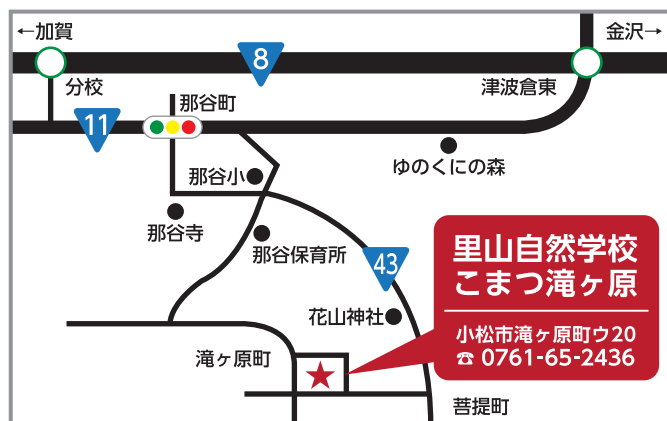 ←加賀
金沢→
8
分校
津波倉東
那谷町
11
ゆのくにの森
那谷小
那谷寺
那谷保育所
43
里山自然学校
こまつ滝ヶ原
花山神社
小松市滝ヶ原町ウ20
☎ 0761-65-2436
滝ヶ原町
菩提町